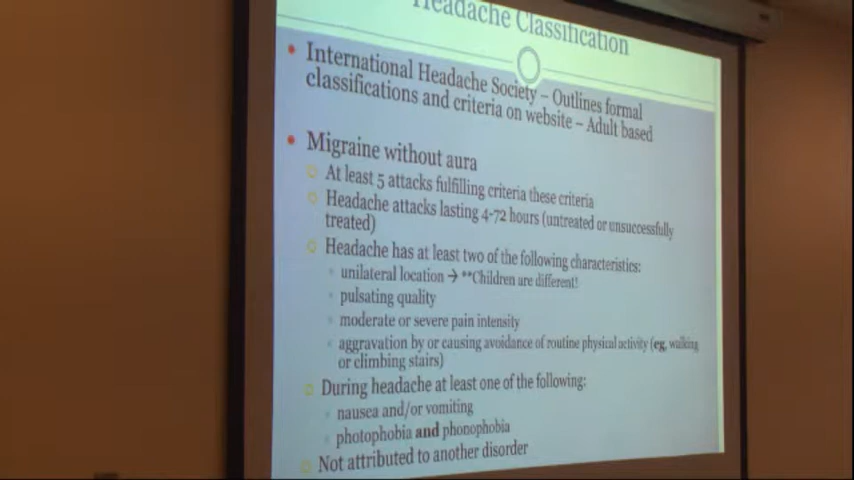 Headache Classification
International Headache Society – Outlines formal
classifications and criteria on website – Adult based
Migraine without aura
At least 5 attacks fulfilling criteria these criteria
Headache attacks lasting 4-72 hours (untreated or unsuccessfully
treated)
Headache has at least two of the following characteristics:
unilateral location → **Children are different!
pulsating quality
moderate or severe pain intensity
aggravation by or causing avoidance of routine physical activity (eg, walking
or climbing stairs)
During headache at least one of the following:
nausea and/or vomiting
photophobia and phonophobia
Not attributed to another disorder